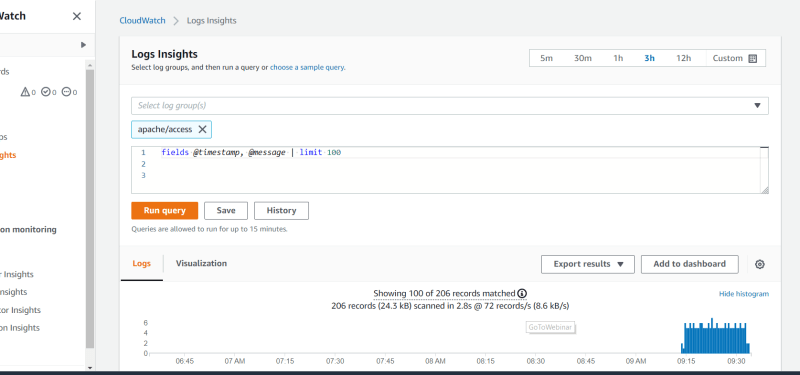 Watch
CloudWatch Logs Insights
Logs Insights
Select log groups, and then run a query or choose a sample query.
5m 30m 1h 3h 12h Custom
rds
0 0 0
Select log group(s)
apache/access
ps
ghts
1 fields @timestamp, @message | limit 100
2
3
Run query Save History
Queries are allowed to run for up to 15 minutes.
on monitoring
Logs Visualization
Export results Add to dashboard
r Insights
nsights
tor Insights
on Insights
Showing 100 of 206 records matched
Hide histogram
206 records (24.3 kB) scanned in 2.8s @ 72 records/s (8.6 kB/s)
GoToWebinar
6
4
2
0
06:45 07 AM 07:15 07:30 07:45 08 AM 08:15 08:30 08:45 09 AM 09:15 09:30